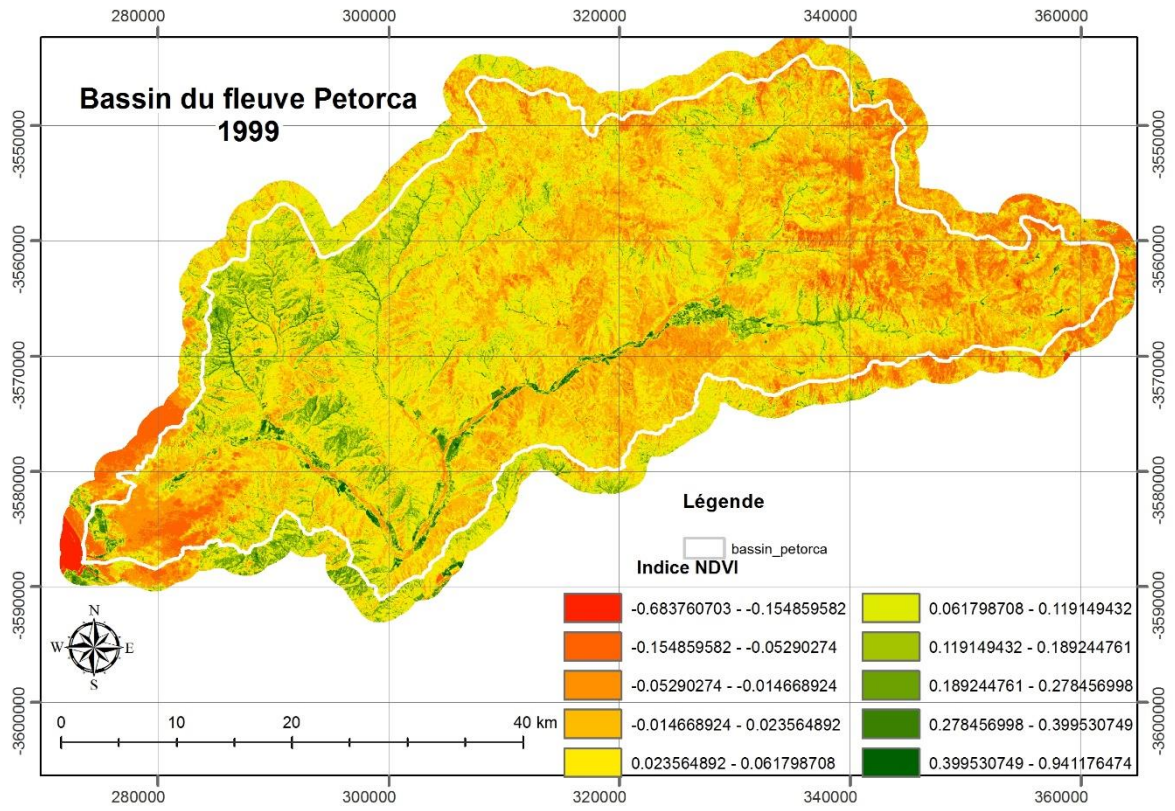 280000 300000 320000 340000 360000
Bassin du fleuve Petorca
1999
-3550000 -3550000
-3560000 -3560000
-3570000 -3570000
-3580000 -3580000
-3590000 -3590000
-3600000 -3600000
Légende
bassin_petorca
Indice NDVI
-0.683760703 - -0.154859582
-0.154859582 - -0.05290274
-0.05290274 - -0.014668924
-0.014668924 - 0.023564892
0.023564892 - 0.061798708
0.061798708 - 0.119149432
0.119149432 - 0.189244761
0.189244761 - 0.278456998
0.278456998 - 0.399530749
0.399530749 - 0.941176474
N
W E
S
0 10 20 40 km
280000 300000 320000 340000 360000